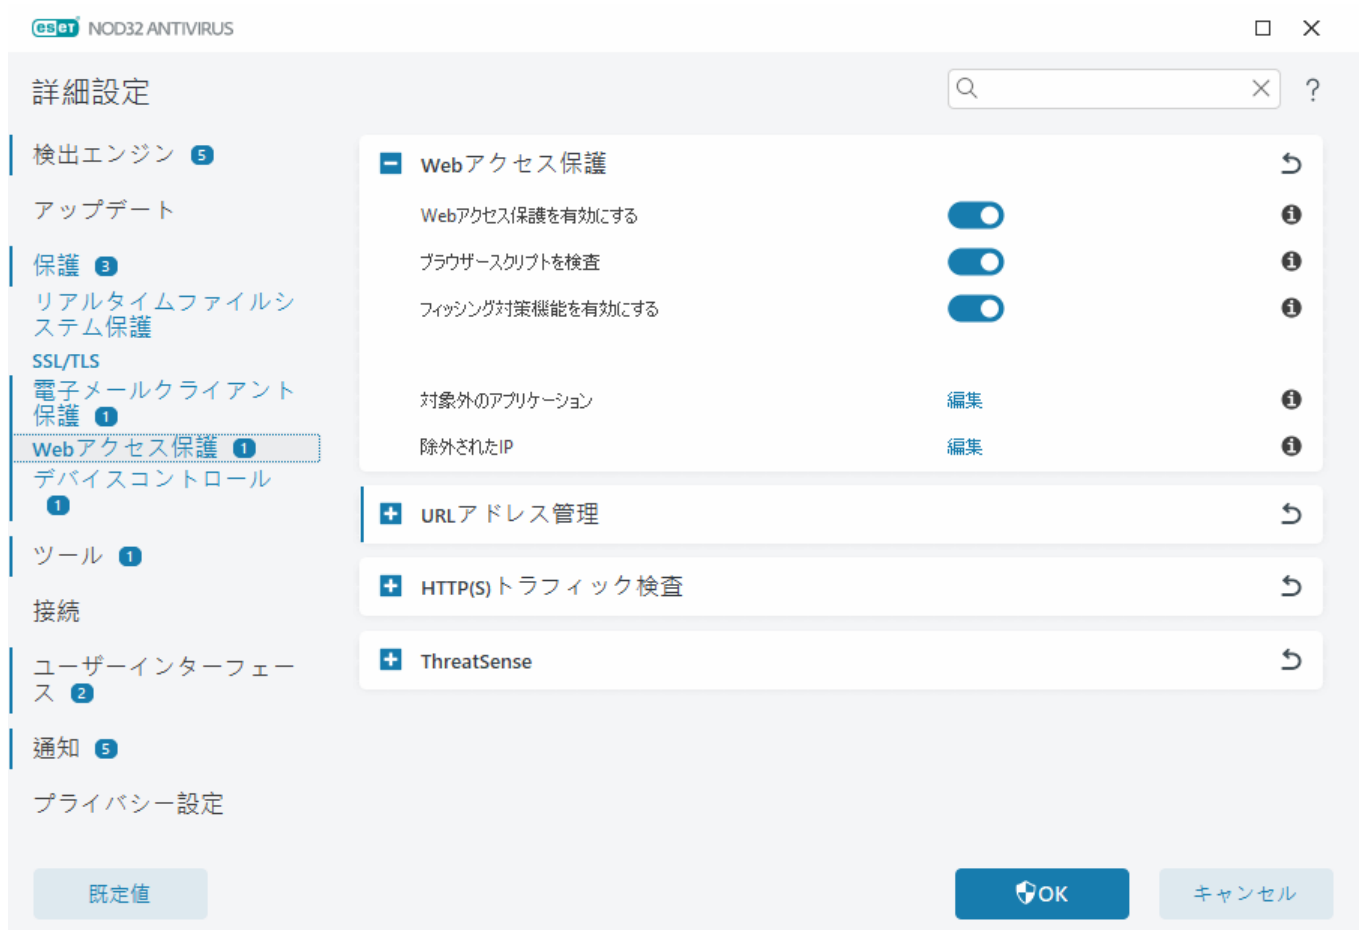 eset NOD32 ANTIVIRUS
詳細設定
?
検出エンジン 5
アップデート
保護 3
リアルタイムファイルシ
ステム保護
SSL/TLS
電子メールクライアント
保護 1
Webアクセス保護 1
デバイスコントロール
1
ツール 1
接続
ユーザーインターフェー
ス 2
通知 5
プライバシー設定
Webアクセス保護
Webアクセス保護を有効にする
ブラウザースクリプトを検査
フィッシング対策機能を有効にする
対象外のアプリケーション 編集
除外されたIP 編集
URLアドレス管理
HTTP(S)トラフィック検査
ThreatSense
既定値
OK
キャンセル